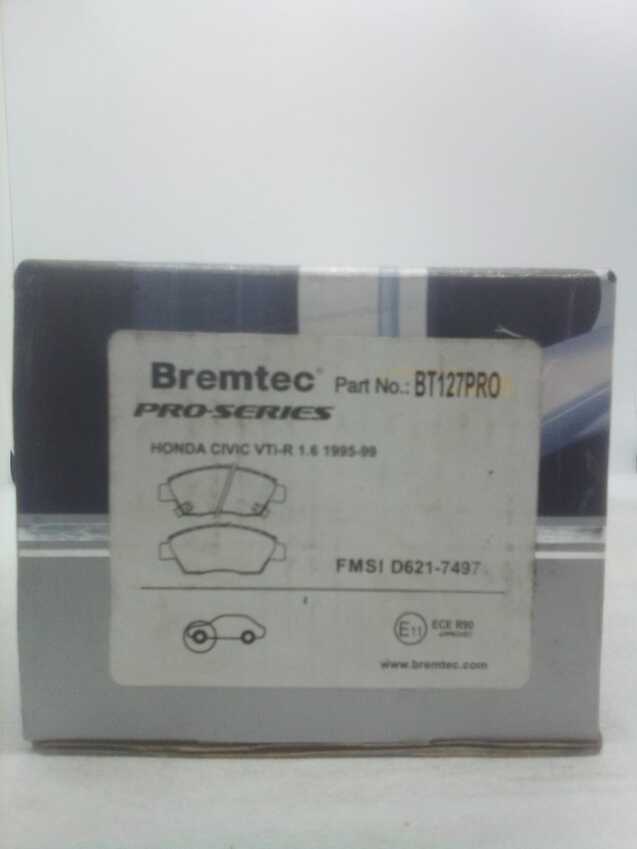 Bremtec® Part No.: BT127PRO
PRO-SERIES
HONDA CIVIC VTi-R 1.6 1995-99
FMSI D621-7497
E11 ECE R90
APPROVED
www.bremtec.com